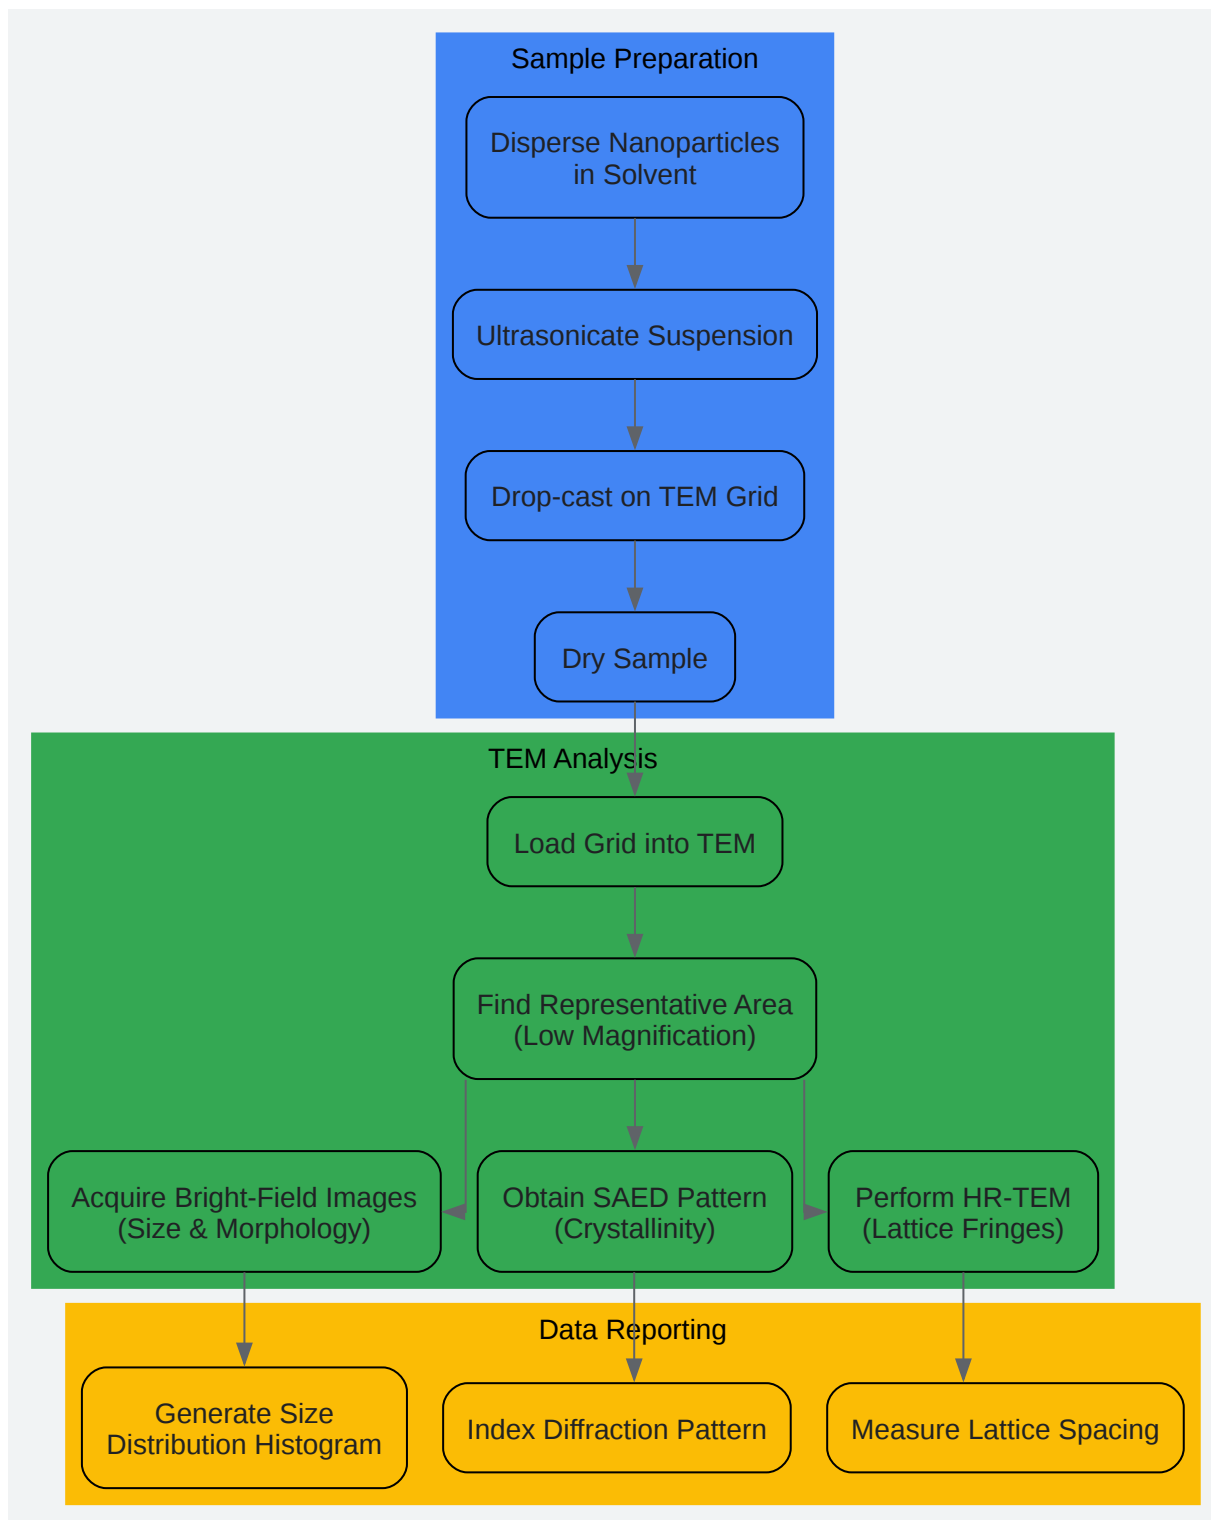 Sample Preparation
Disperse Nanoparticles
in Solvent
Ultrasonicate Suspension
Drop-cast on TEM Grid
Dry Sample
TEM Analysis
Load Grid into TEM
Find Representative Area
(Low Magnification)
Acquire Bright-Field Images
(Size & Morphology)
Obtain SAED Pattern
(Crystallinity)
Perform HR-TEM
(Lattice Fringes)
Data Reporting
Generate Size
Distribution Histogram
Index Diffraction Pattern
Measure Lattice Spacing